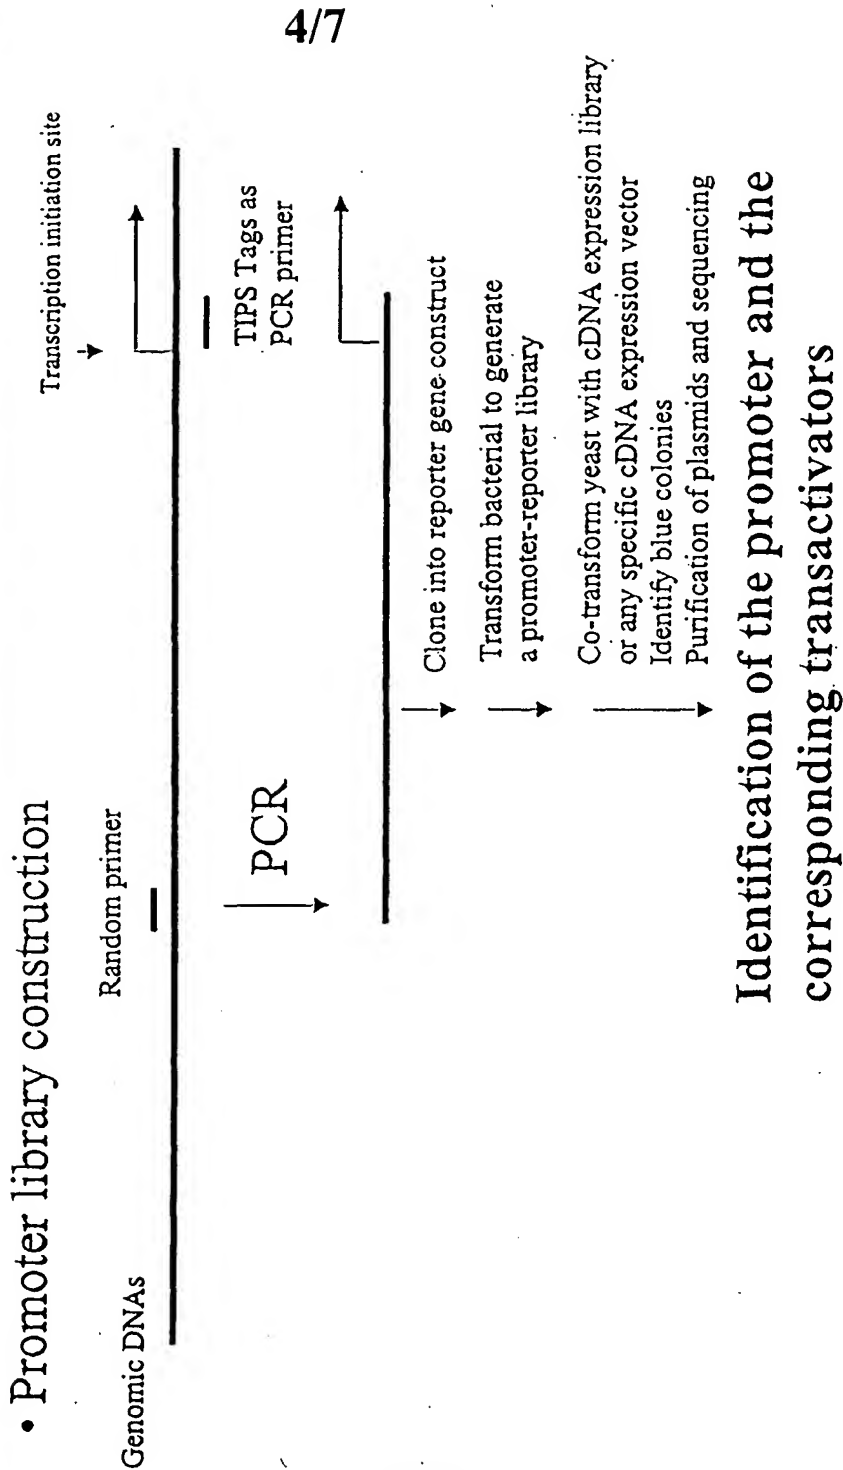 4/7
• Promoter library construction
Transcription initiation site
Random primer
Genomic DNAs
TIPS Tags as
PCR primer
PCR
Clone into reporter gene construct
Transform bacterial to generate
a promoter-reporter library
Co-transform yeast with cDNA expression library
or any specific cDNA expression vector
Identify blue colonies
Purification of plasmids and sequencing
Identification of the promoter and the
corresponding transactivators